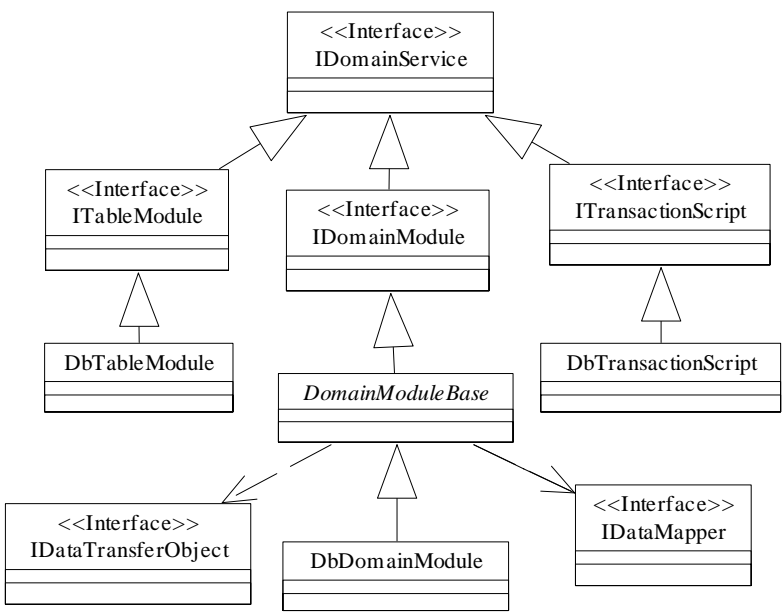 <<Interface>>
IDomainService
<<Interface>>
ITableModule
<<Interface>>
IDomainModule
<<Interface>>
ITransactionScript
DbTableModule
DomainModuleBase
DbTransactionScript
<<Interface>>
IDataTransferObject
DbDomainModule
<<Interface>>
IDataMapper